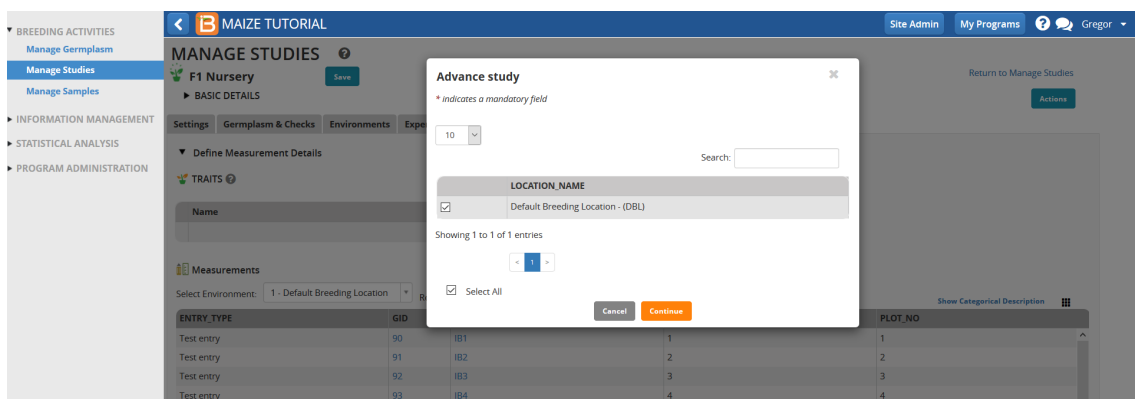 BREEDING ACTIVITIES
Manage Germplasm
Manage Studies
Manage Samples
INFORMATION MANAGEMENT
STATISTICAL ANALYSIS
PROGRAM ADMINISTRATION
MAIZE TUTORIAL
Site Admin My Programs Gregor
MANAGE STUDIES
F1 Nursery Save
Return to Manage Studies
BASIC DETAILS
Actions
Settings Germplasm & Checks Environments
Define Measurement Details
TRAITS
Name
Measurements
Select Environment: 1 - Default Breeding Location
Show Categorical Description
ENTRY_TYPE GID PLOT_NO
Test entry 90 IB1 1 1
Test entry 91 IB2 2 2
Test entry 92 IB3 3 3
Test entry 93 IB4 4 4
Advance study
* indicates a mandatory field
10
Search:
LOCATION_NAME
Default Breeding Location - (DBL)
Showing 1 to 1 of 1 entries
< 1 >
Select All
Cancel Continue